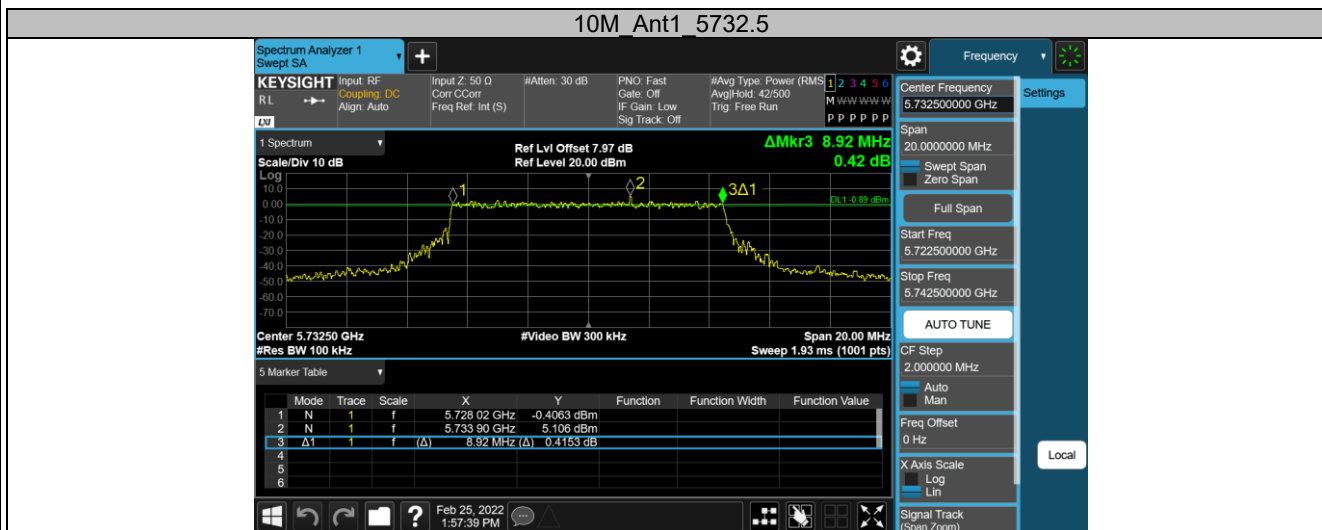 10M_Ant1_5732.5
Spectrum Analyzer 1
Swept SA
Frequency
KEYSIGHT
RL
LXI
Input: RF
Coupling: DC
Align: Auto
Input Z: 50 Ω
Corr CCorr
Freq Ref: Int (S)
#Atten: 30 dB
PNO: Fast
Gate: Off
IF Gain: Low
Sig Track: Off
#Avg Type: Power (RMS
Avg|Hold: 42/500
Trig: Free Run
1 2 3 4 5 6
M W W W W W
P P P P P P
1 Spectrum
Scale/Div 10 dB
Ref Lvl Offset 7.97 dB
Ref Level 20.00 dBm
ΔMkr3 8.92 MHz
0.42 dB
Log
10.0
0.00
-10.0
-20.0
-30.0
-40.0
-50.0
-60.0
-70.0
1
2
3Δ1
DL1 -0.89 dBm
Center 5.73250 GHz
#Res BW 100 kHz
#Video BW 300 kHz
Span 20.00 MHz
Sweep 1.93 ms (1001 pts)
5 Marker Table
Mode Trace Scale X Y Function Function Width Function Value
1 N 1 f 5.728 02 GHz -0.4063 dBm
2 N 1 f 5.733 90 GHz 5.106 dBm
3 Δ1 1 f (Δ) 8.92 MHz (Δ) 0.4153 dB
4
5
6
Feb 25, 2022
1:57:39 PM
Center Frequency
5.732500000 GHz
Settings
Span
20.0000000 MHz
Swept Span
Zero Span
Full Span
Start Freq
5.722500000 GHz
Stop Freq
5.742500000 GHz
AUTO TUNE
CF Step
2.000000 MHz
Auto
Man
Freq Offset
0 Hz
X Axis Scale
Log
Lin
Local
Signal Track
(Span Zoom)